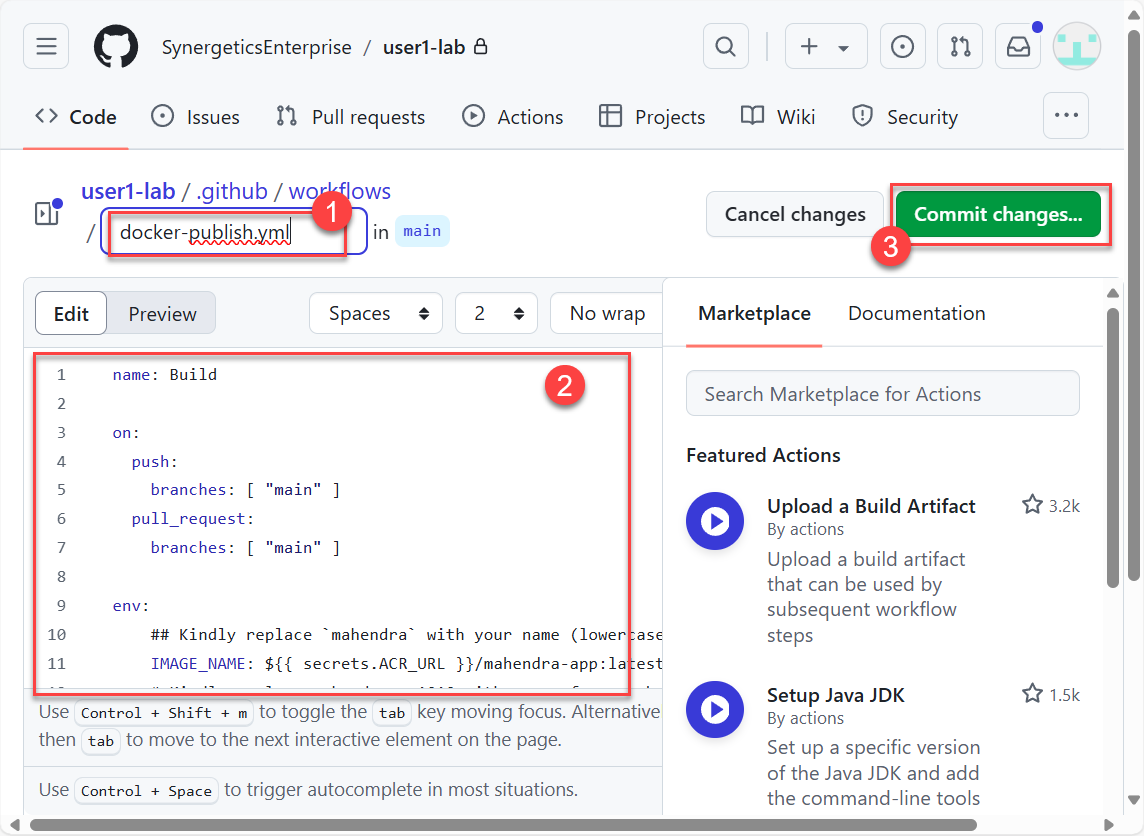 SynergeticsEnterprise / user1-lab
Code Issues Pull requests Actions Projects Wiki Security
user1-lab / .github / workflows
/ docker-publish.yml in main
1
Cancel changes Commit changes...
3
Edit Preview Spaces 2 No wrap
2
1 name: Build
2
3 on:
4 push:
5 branches: [ "main" ]
6 pull_request:
7 branches: [ "main" ]
8
9 env:
10 ## Kindly replace `mahendra` with your name (lowercase
11 IMAGE_NAME: ${{ secrets.ACR_URL }}/mahendra-app:latest
Use Control + Shift + m to toggle the tab key moving focus. Alternative
then tab to move to the next interactive element on the page.
Use Control + Space to trigger autocomplete in most situations.
Marketplace Documentation
Search Marketplace for Actions
Featured Actions
Upload a Build Artifact 3.2k
By actions
Upload a build artifact
that can be used by
subsequent workflow
steps
Setup Java JDK 1.5k
By actions
Set up a specific version
of the Java JDK and add
the command-line tools